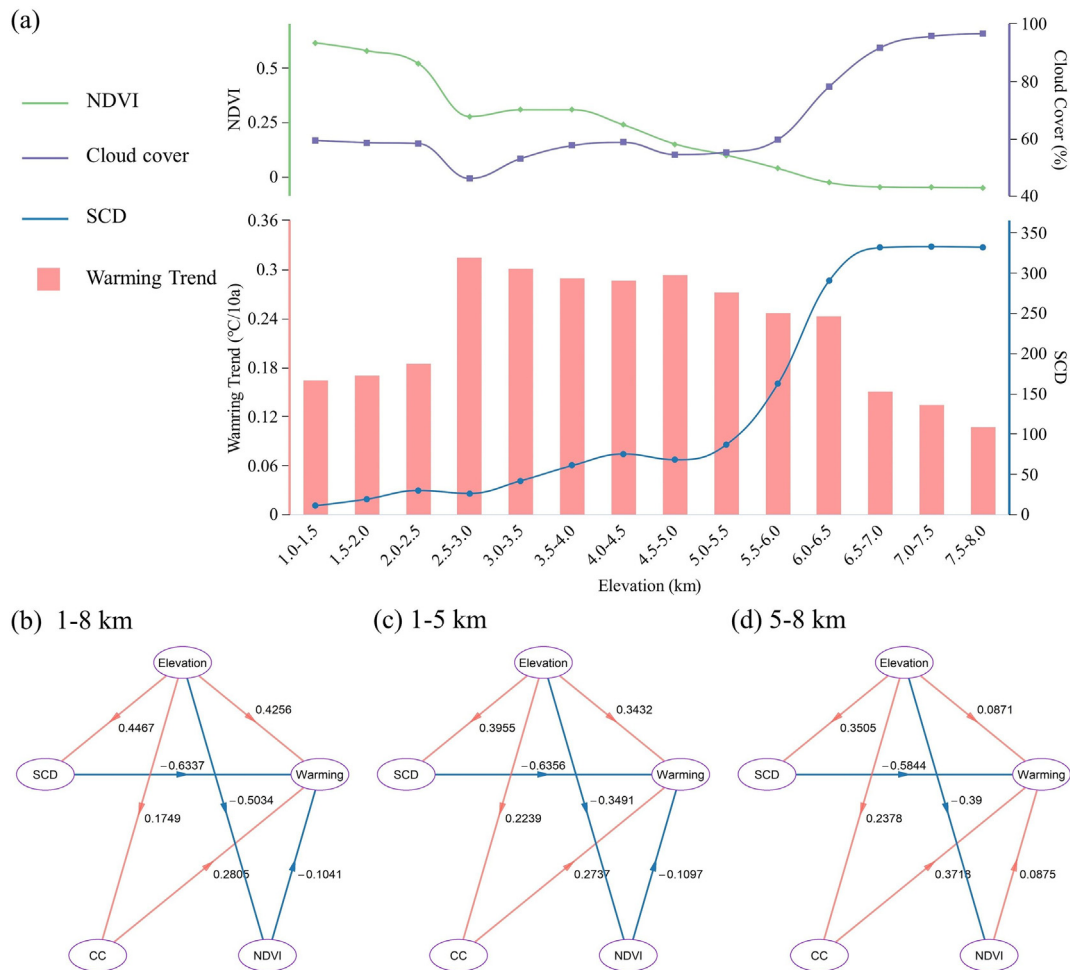 (a)
NDVI
Cloud cover
SCD
Warming Trend
NDVI
0.5
0.25
0
Cloud Cover (%)
100
80
60
40
Wamring Trend (℃/10a)
0.36
0.3
0.24
0.18
0.12
0.06
0
SCD
350
300
250
200
150
100
50
0
1.0-1.5
1.5-2.0
2.0-2.5
2.5-3.0
3.0-3.5
3.5-4.0
4.0-4.5
4.5-5.0
5.0-5.5
5.5-6.0
6.0-6.5
6.5-7.0
7.0-7.5
7.5-8.0
Elevation (km)
(b) 1-8 km
Elevation
0.4467
0.4256
SCD
−0.6337
Warming
−0.5034
0.1749
0.2805
−0.1041
CC
NDVI
(c) 1-5 km
Elevation
0.3955
0.3432
SCD
−0.6356
Warming
−0.3491
0.2239
0.2737
−0.1097
CC
NDVI
(d) 5-8 km
Elevation
0.3505
0.0871
SCD
−0.5844
Warming
−0.39
0.2378
0.3718
0.0875
CC
NDVI